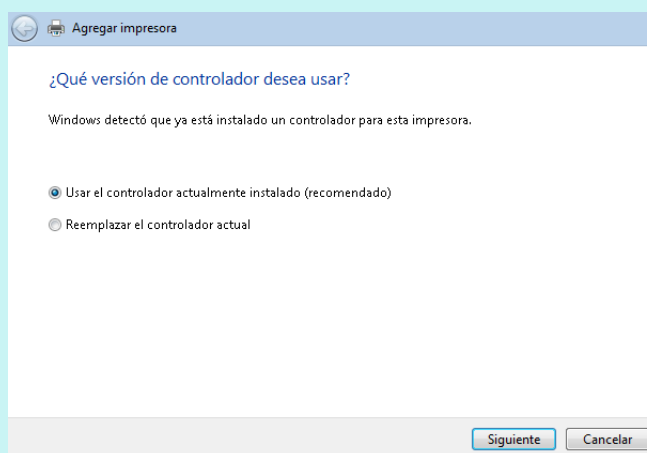 Agregar impresora
¿Qué versión de controlador desea usar?
Windows detectó que ya está instalado un controlador para esta impresora.
Usar el controlador actualmente instalado (recomendado)
Reemplazar el controlador actual
Siguiente Cancelar